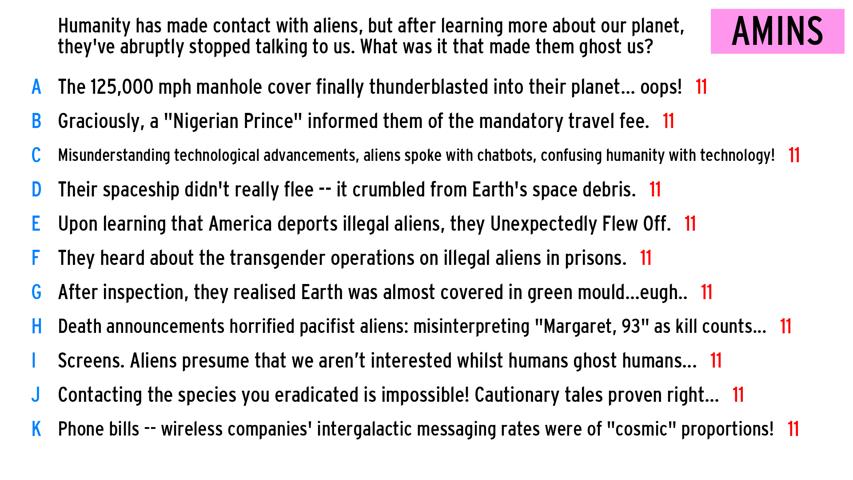 Humanity has made contact with aliens, but after learning more about our planet,
they've abruptly stopped talking to us. What was it that made them ghost us?
AMINS
A The 125,000 mph manhole cover finally thunderblasted into their planet... oops! 11
B Graciously, a "Nigerian Prince" informed them of the mandatory travel fee. 11
C Misunderstanding technological advancements, aliens spoke with chatbots, confusing humanity with technology! 11
D Their spaceship didn't really flee -- it crumbled from Earth's space debris. 11
E Upon learning that America deports illegal aliens, they Unexpectedly Flew Off. 11
F They heard about the transgender operations on illegal aliens in prisons. 11
G After inspection, they realised Earth was almost covered in green mould...eugh.. 11
H Death announcements horrified pacifist aliens: misinterpreting "Margaret, 93" as kill counts... 11
I Screens. Aliens presume that we aren’t interested whilst humans ghost humans... 11
J Contacting the species you eradicated is impossible! Cautionary tales proven right... 11
K Phone bills -- wireless companies' intergalactic messaging rates were of "cosmic" proportions! 11